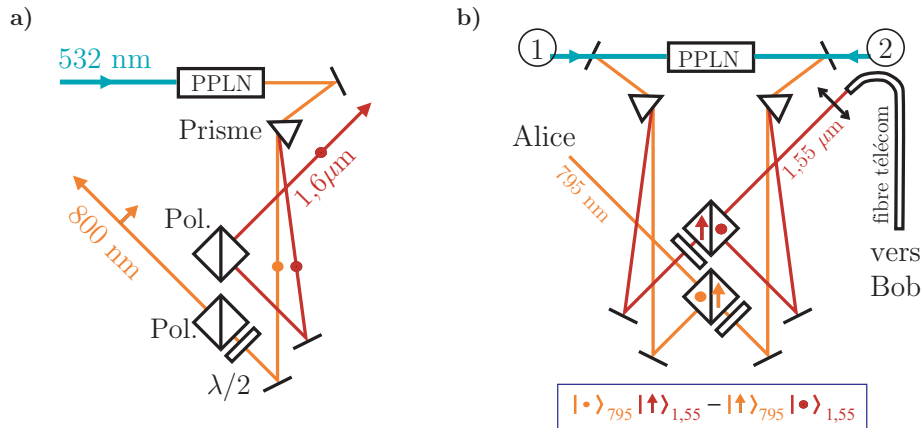 a)
532 nm
PPLN
Prisme
1,6μm
800 nm
Pol.
Pol.
λ/2
b)
1
PPLN
2
Alice
795 nm
1,55 μm
fibre télécom
vers
Bob
|•⟩795 |↑⟩1,55 − |↑⟩795 |•⟩1,55